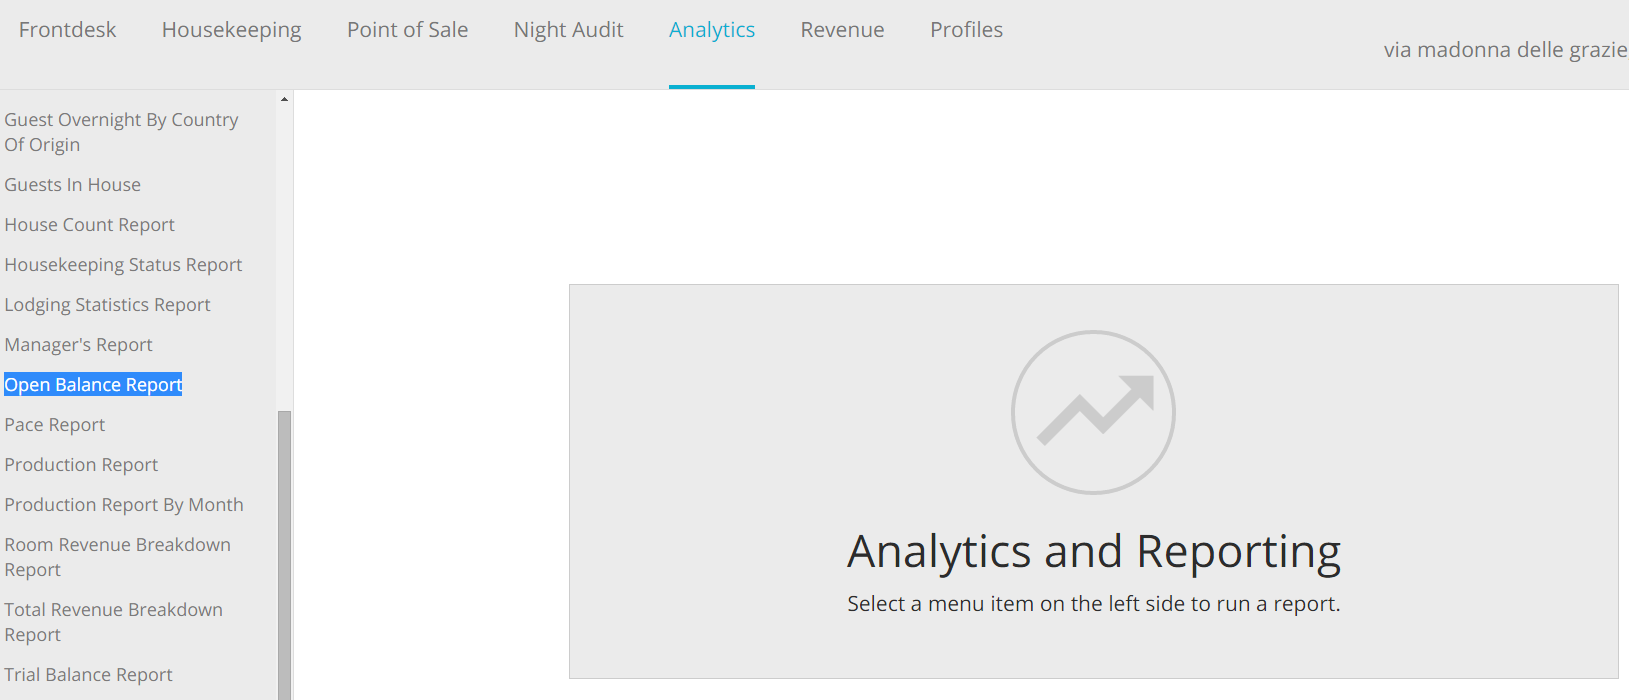 Frontdesk Housekeeping Point of Sale Night Audit Analytics Revenue Profiles
via madonna delle grazie
Guest Overnight By Country
Of Origin
Guests In House
House Count Report
Housekeeping Status Report
Lodging Statistics Report
Manager's Report
Open Balance Report
Pace Report
Production Report
Production Report By Month
Room Revenue Breakdown
Report
Total Revenue Breakdown
Report
Trial Balance Report
Analytics and Reporting
Select a menu item on the left side to run a report.